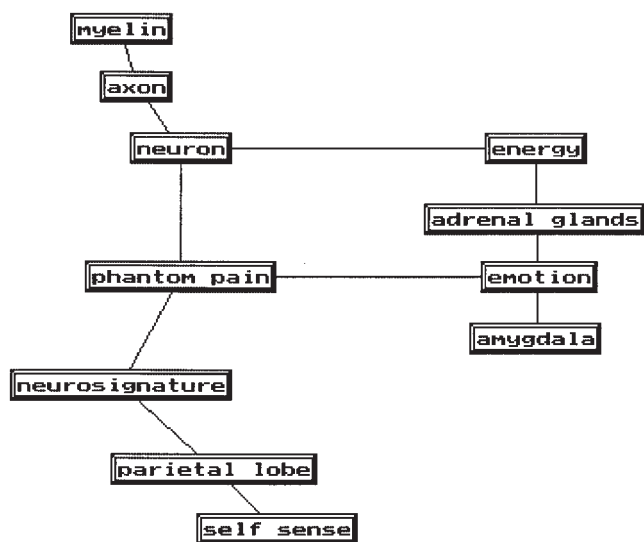 myelin
axon
neuron
energy
adrenal glands
phantom pain
emotion
amygdala
neurosignature
parietal lobe
self sense